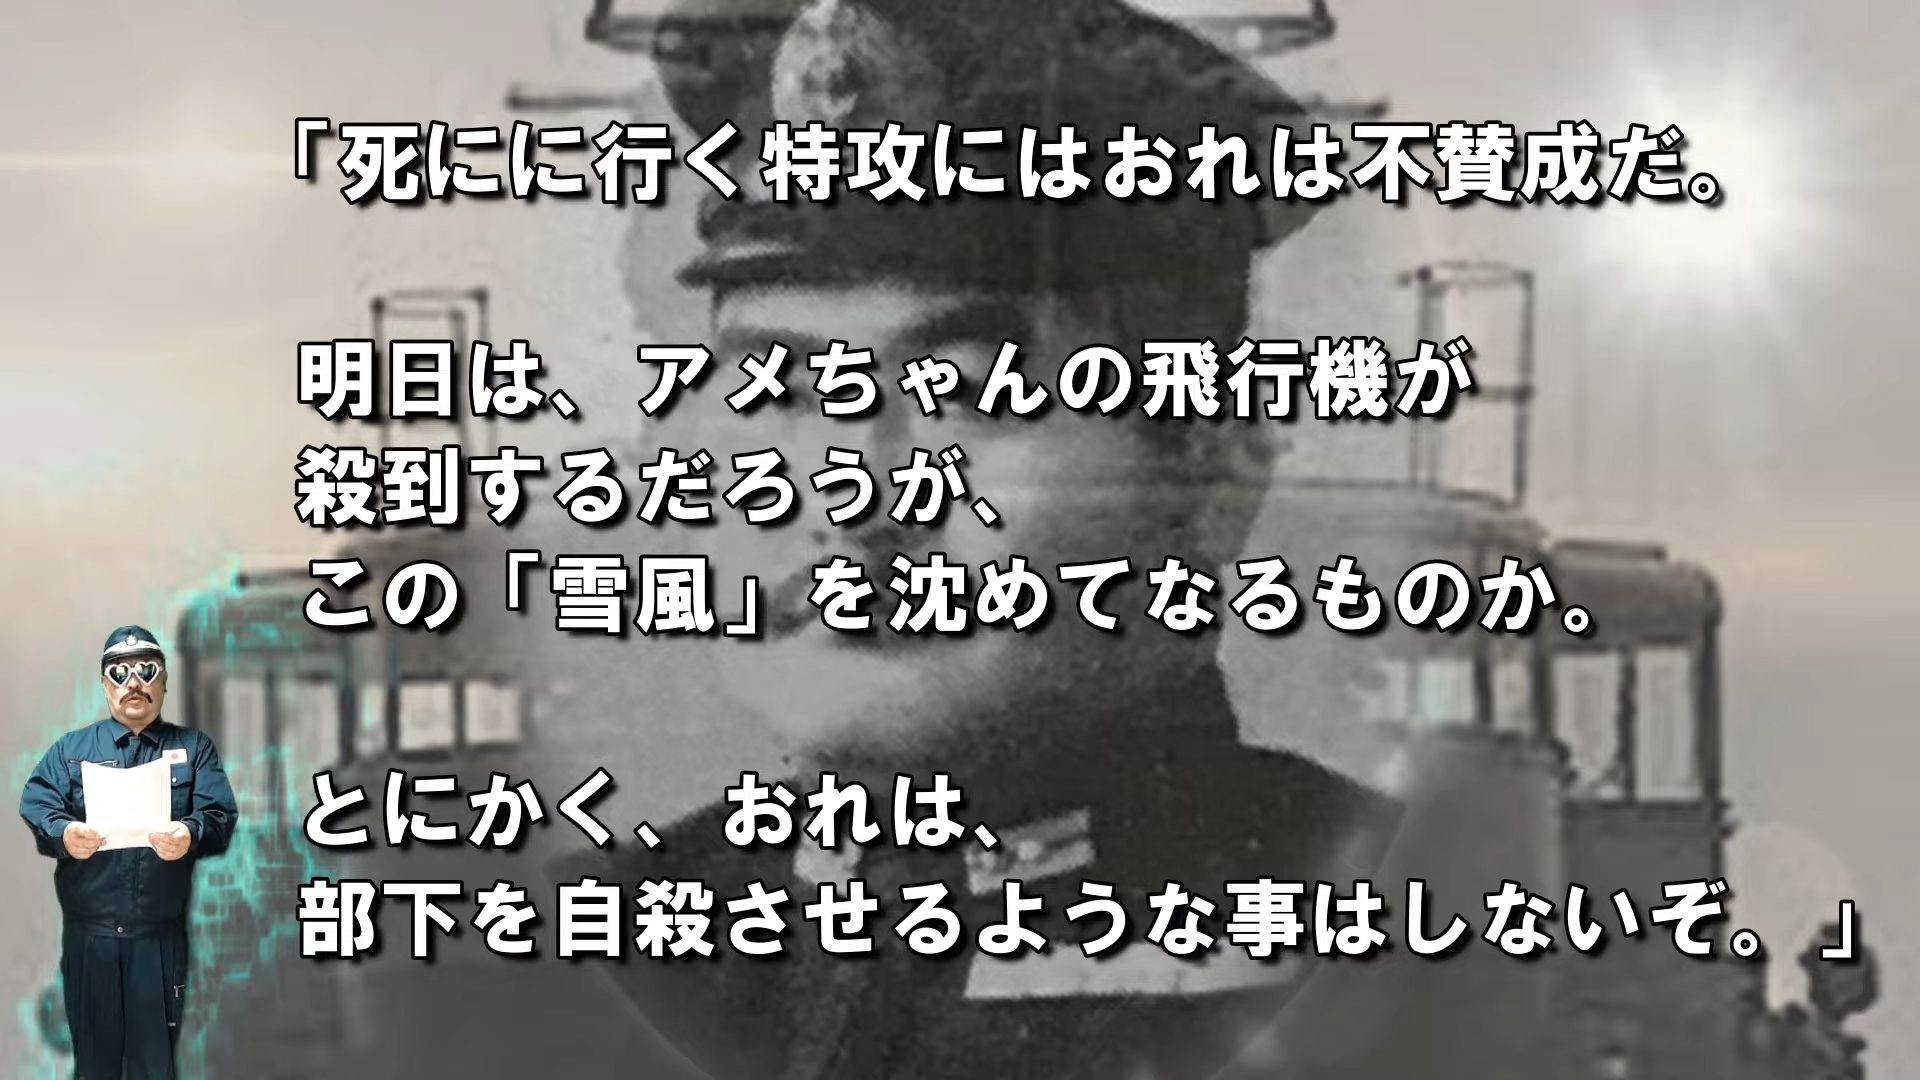 「死にに行く特攻にはおれは不賛成だ。
明日は、アメちゃんの飛行機が
殺到するだろうが、
この「雪風」を沈めてなるものか。
とにかく、おれは、
部下を自殺させるような事はしないぞ。」